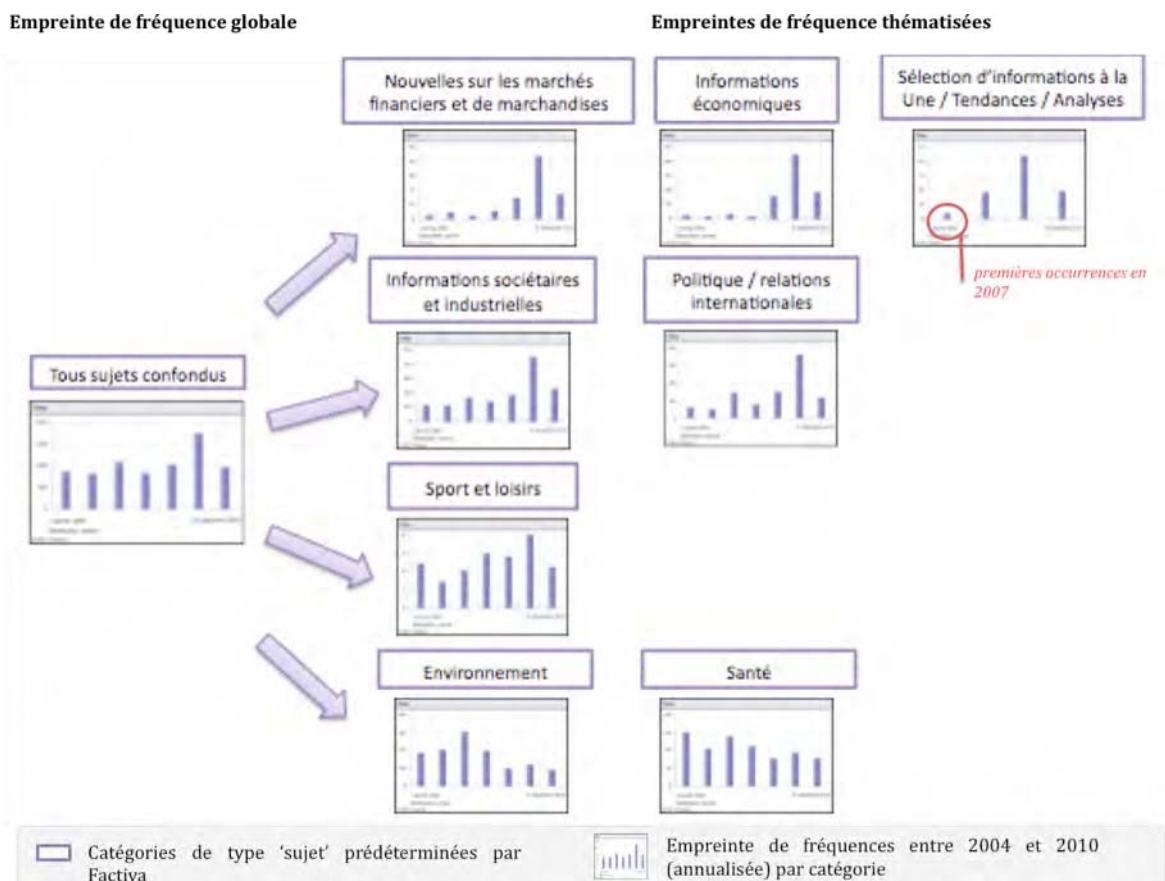 Empreinte de fréquence globale
Empreintes de fréquence thématisées
Nouvelles sur les marchés
financiers et de marchandises
Informations
économiques
Sélection d'informations à la
Une / Tendances / Analyses
premières occurrences en
2007
Informations sociétaires
et industrielles
Politique / relations
internationales
Tous sujets confondus
Sport et loisirs
Environnement
Santé
Catégories de type 'sujet' prédéterminées par
Factiva
Empreinte de fréquences entre 2004 et 2010
(annualisée) par catégorie